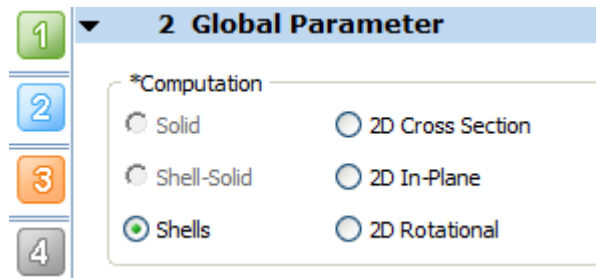 1
2 Global Parameter
*Computation
2
Solid
2D Cross Section
3
Shell-Solid
2D In-Plane
Shells
2D Rotational
4